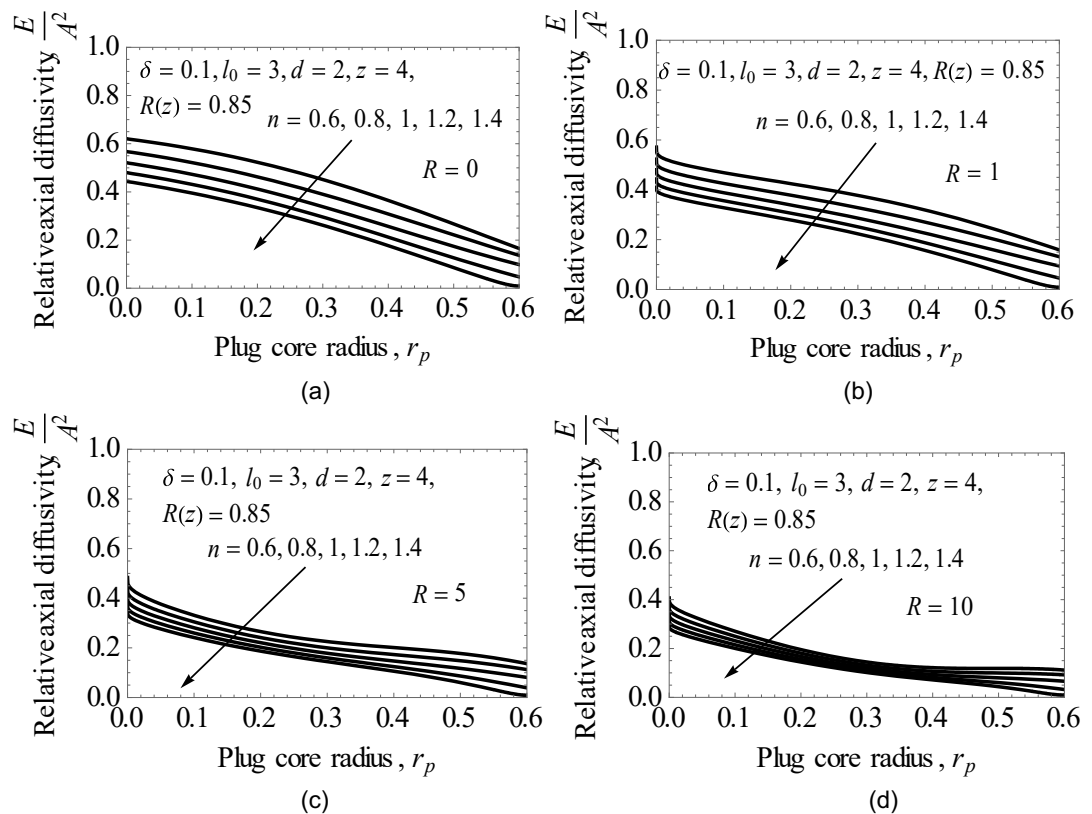 Relativeaxial diffusivity, E/A²
1.0
0.8
0.6
0.4
0.2
0.0
δ = 0.1, l₀ = 3, d = 2, z = 4,
R(z) = 0.85
n = 0.6, 0.8, 1, 1.2, 1.4
R = 0
0.0 0.1 0.2 0.3 0.4 0.5 0.6
Plug core radius , r_p
(a)
Relativeaxial diffusivity, E/A²
1.0
0.8
0.6
0.4
0.2
0.0
δ = 0.1, l₀ = 3, d = 2, z = 4, R(z) = 0.85
n = 0.6, 0.8, 1, 1.2, 1.4
R = 1
0.0 0.1 0.2 0.3 0.4 0.5 0.6
Plug core radius , r_p
(b)
Relativeaxial diffusivity, E/A²
1.0
0.8
0.6
0.4
0.2
0.0
δ = 0.1, l₀ = 3, d = 2, z = 4,
R(z) = 0.85
n = 0.6, 0.8, 1, 1.2, 1.4
R = 5
0.0 0.1 0.2 0.3 0.4 0.5 0.6
Plug core radius , r_p
(c)
Relativeaxial diffusivity, E/A²
1.0
0.8
0.6
0.4
0.2
0.0
δ = 0.1, l₀ = 3, d = 2, z = 4,
R(z) = 0.85
n = 0.6, 0.8, 1, 1.2, 1.4
R = 10
0.0 0.1 0.2 0.3 0.4 0.5 0.6
Plug core radius , r_p
(d)